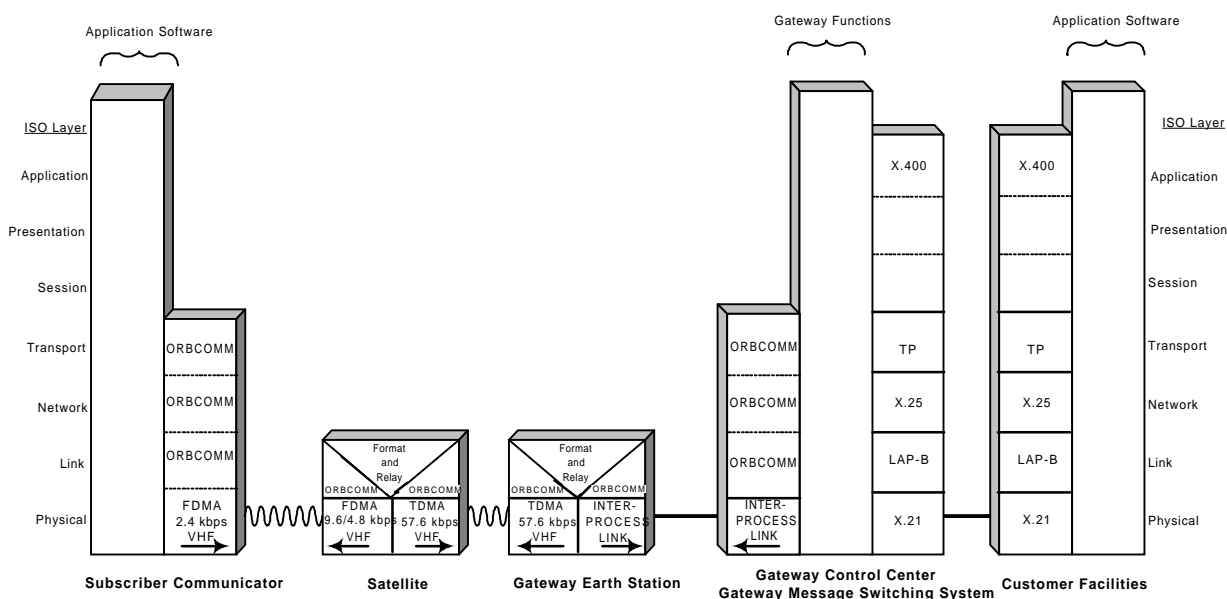 Application Software
Gateway Functions
Application Software
ISO Layer
Application
Presentation
Session
Transport
Network
Link
Physical
ORBCOMM
ORBCOMM
ORBCOMM
FDMA
2.4 kbps
VHF
Subscriber Communicator
Format
and
Relay
ORBCOMM
ORBCOMM
FDMA
9.6/4.8 kbps
VHF
TDMA
57.6 kbps
VHF
Satellite
Format
and
Relay
ORBCOMM
ORBCOMM
TDMA
57.6 kbps
VHF
INTER-
PROCESS
LINK
Gateway Earth Station
ORBCOMM
ORBCOMM
ORBCOMM
INTER-
PROCESS
LINK
X.400
TP
X.25
LAP-B
X.21
Gateway Control Center
Gateway Message Switching System
X.400
TP
X.25
LAP-B
X.21
Customer Facilities
ISO Layer
Application
Presentation
Session
Transport
Network
Link
Physical